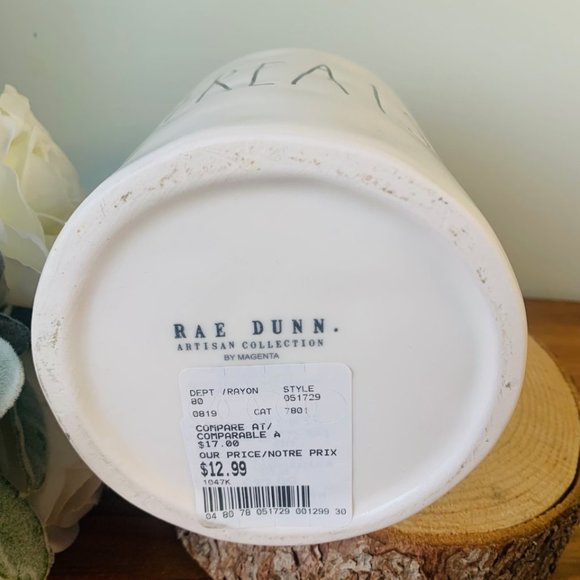 TREATS
RAE DUNN.
ARTISAN COLLECTION
BY MAGENTA
DEPT /RAYON STYLE
80 051729
0819 CAT 7801
COMPARE AT/
COMPARABLE A
$17.00
OUR PRICE/NOTRE PRIX
$12.99
1047K
04 80 78 051729 001299 30